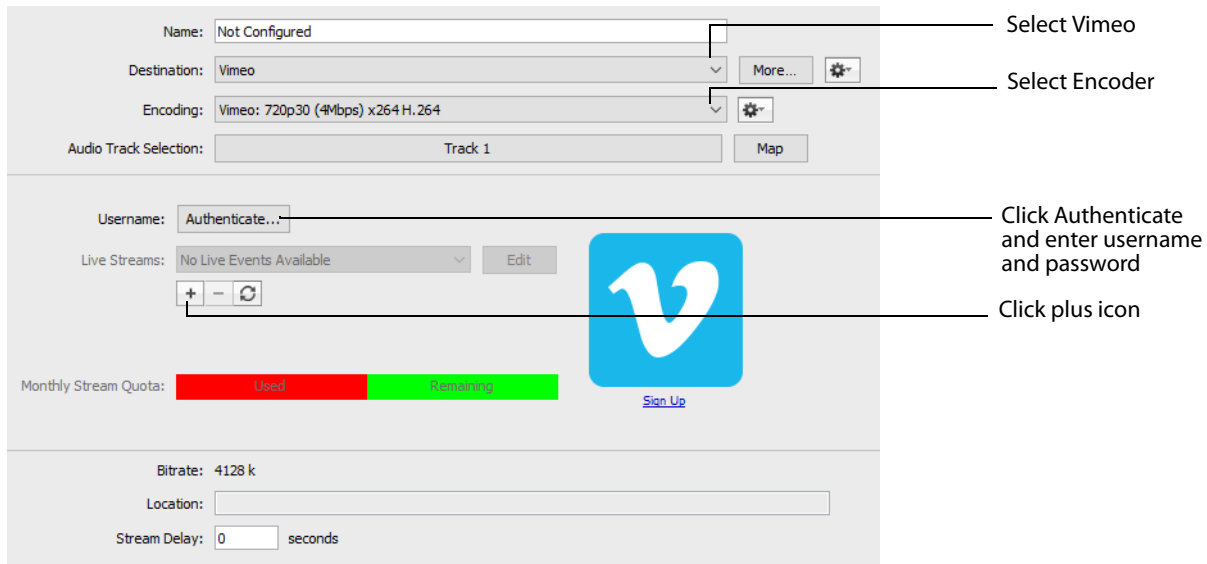 Name: Not Configured
Select Vimeo
Destination: Vimeo More...
Select Encoder
Encoding: Vimeo: 720p30 (4Mbps) x264 H.264
Audio Track Selection: Track 1 Map
Username: Authenticate...
Click Authenticate
and enter username
and password
Live Streams: No Live Events Available Edit
+ −
Click plus icon
Monthly Stream Quota: Used Remaining
Sign Up
Bitrate: 4128 k
Location:
Stream Delay: 0 seconds